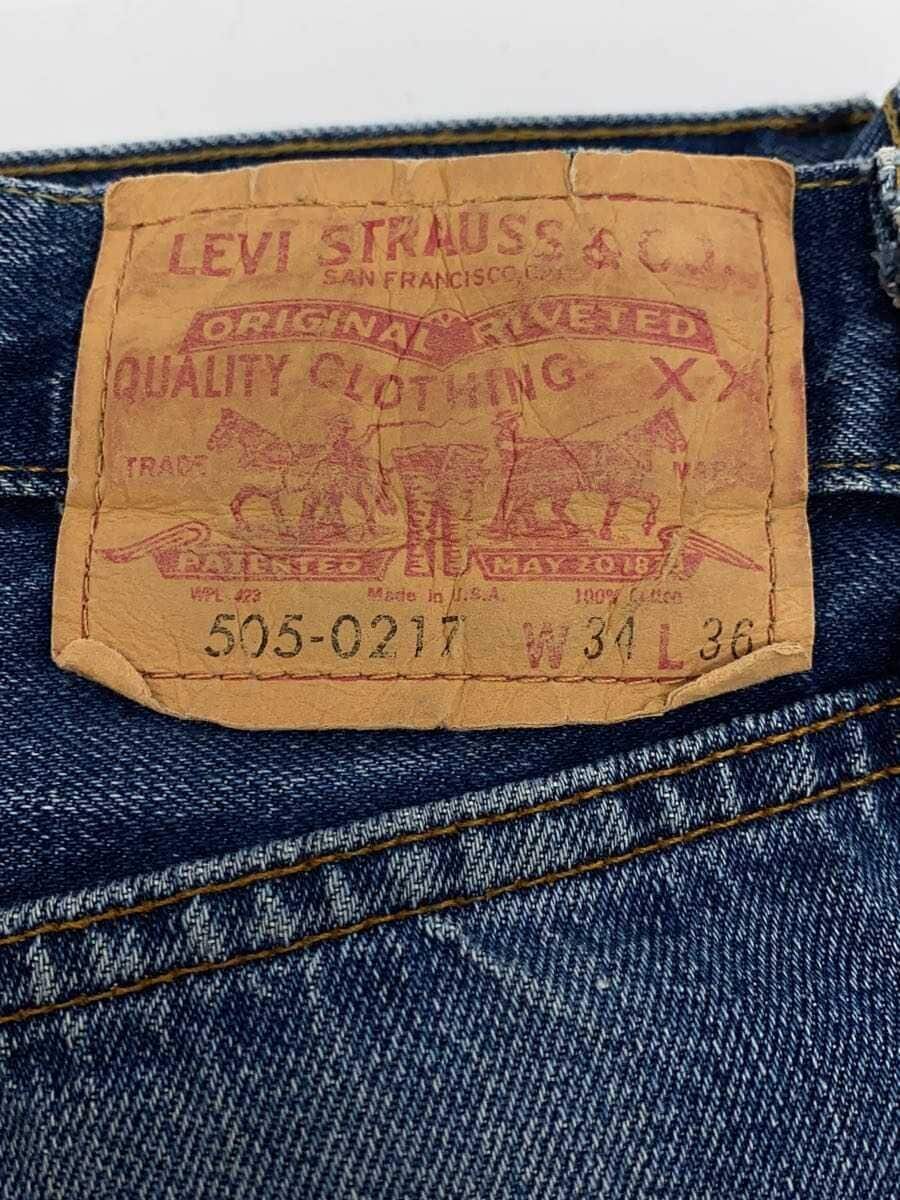 LEVI STRAUSS & CO.
SAN FRANCISCO, CAL.
ORIGINAL RIVETED
QUALITY CLOTHING XX
TRADE MARK
PATENTED MAY 20 1873
WPL 423 Made in U.S.A. 100% Cotton
505-0217 W 34 L 36